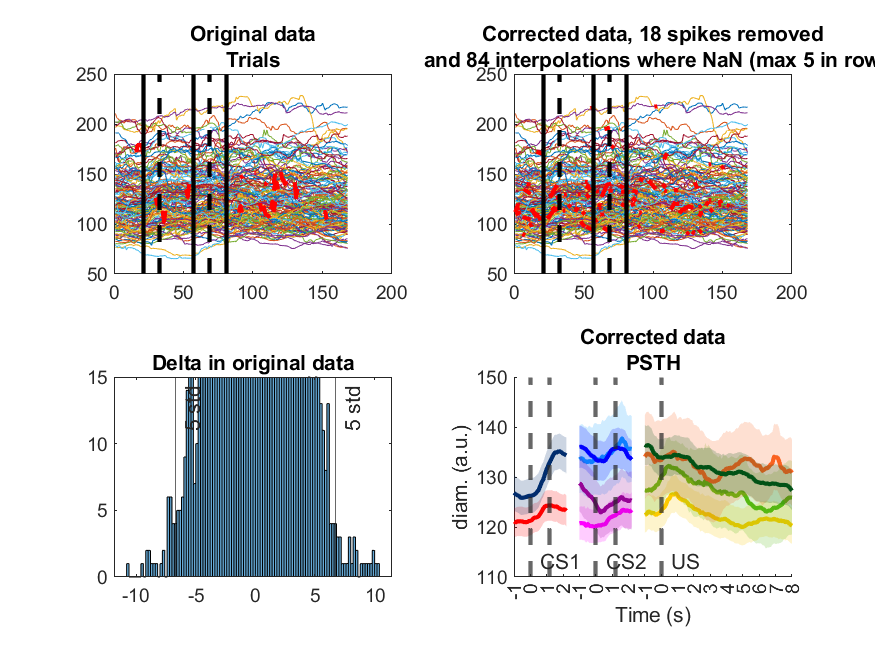 Original data
Trials
250
200
150
100
50
0 50 100 150 200
Corrected data, 18 spikes removed
and 84 interpolations where NaN (max 5 in row
250
200
150
100
50
0 50 100 150 200
Delta in original data
15
10
5
0
5 std
5 std
-10 -5 0 5 10
Corrected data
PSTH
150
140
130
120
110
diam. (a.u.)
CS1 CS2 US
-1 0 1 2 -1 0 1 2 -1 0 1 2 3 4 5 6 7 8
Time (s)